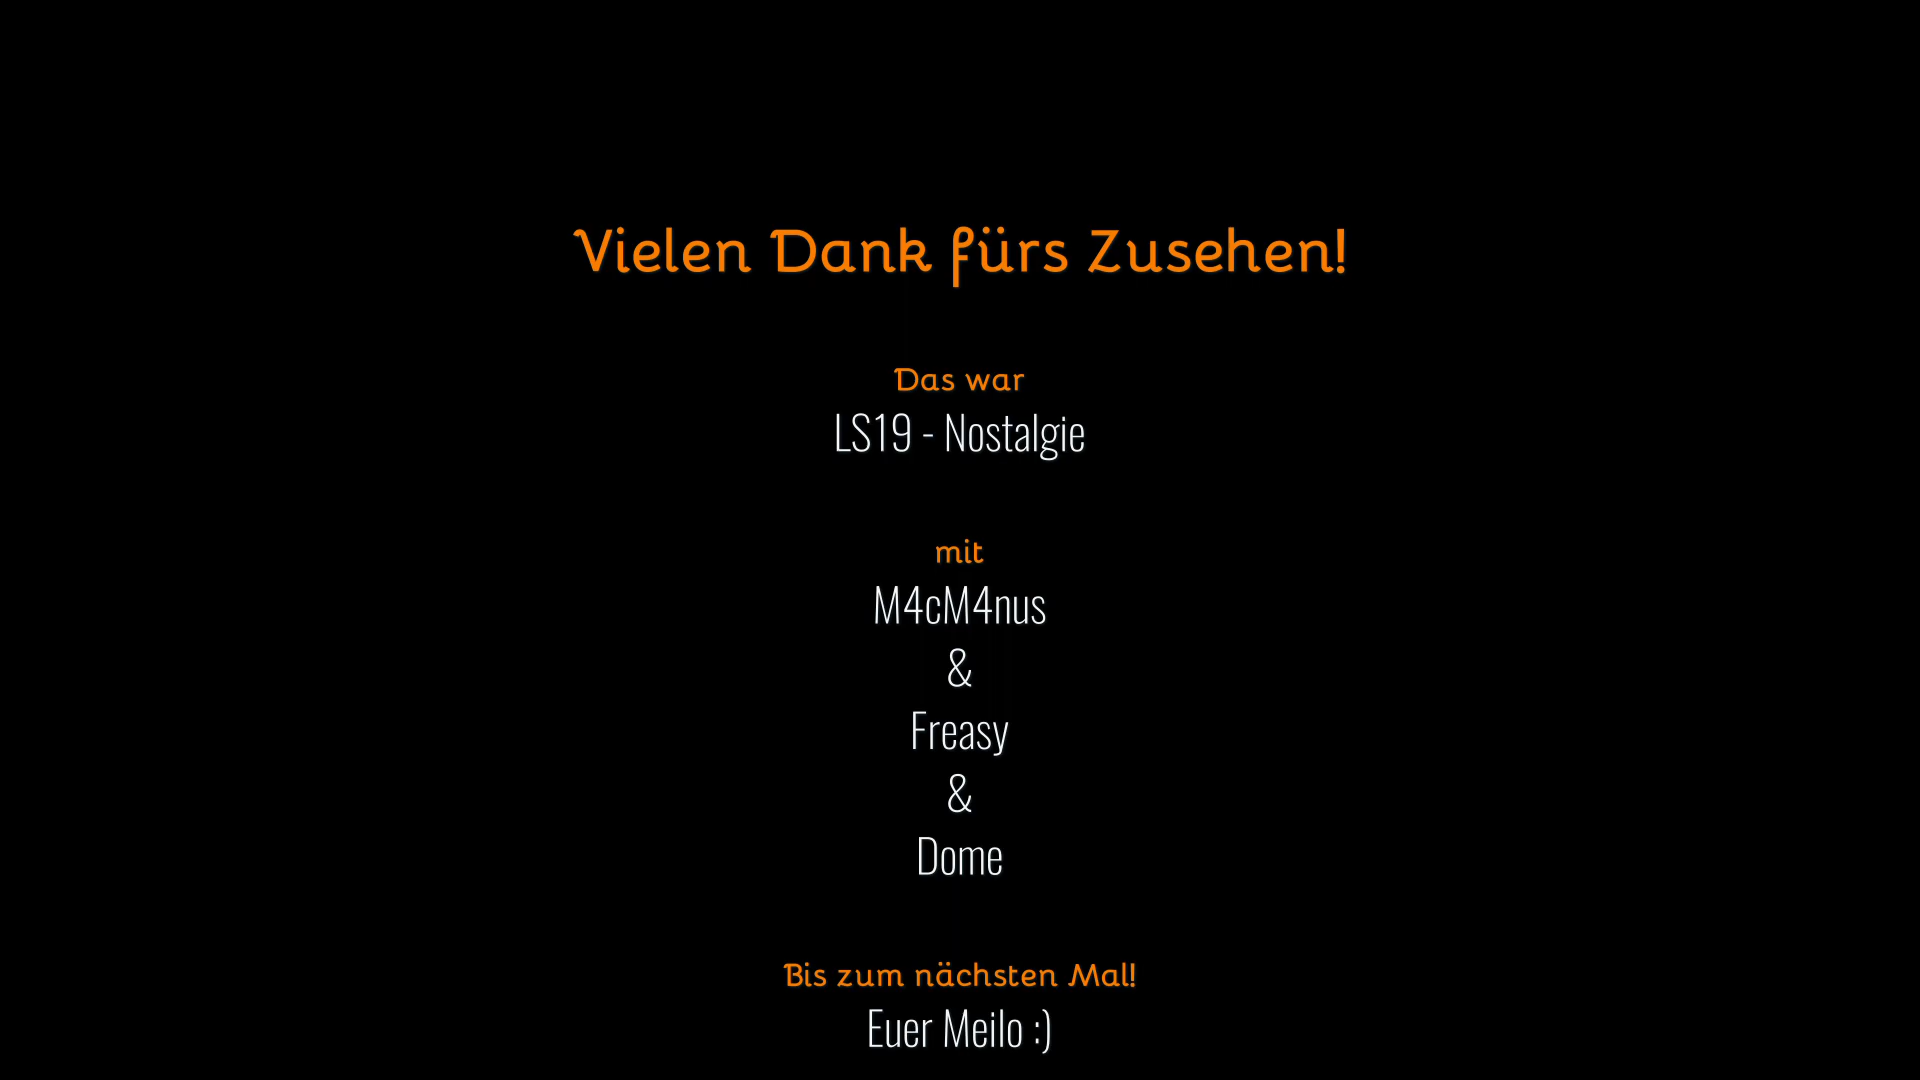 Vielen Dank fürs Zusehen!
Das war
LS19 - Nostalgie
mit
M4cM4nus
&
Freasy
&
Dome
Bis zum nächsten Mal!
Euer Meilo :)